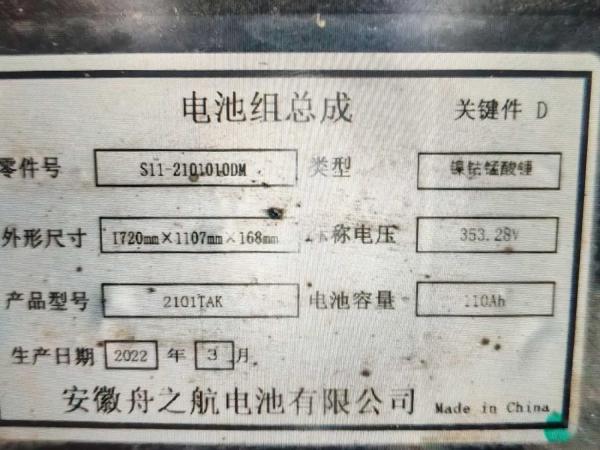 电池组总成 关键件 D
零件号 S11-2101010DM 类型 镍钴锰酸锂
外形尺寸 1720mm×1107mm×168mm 称电压 353.28V
产品型号 2101TAK 电池容量 110Ah
生产日期 2022 年 3 月
安徽舟之航电池有限公司 Made in China